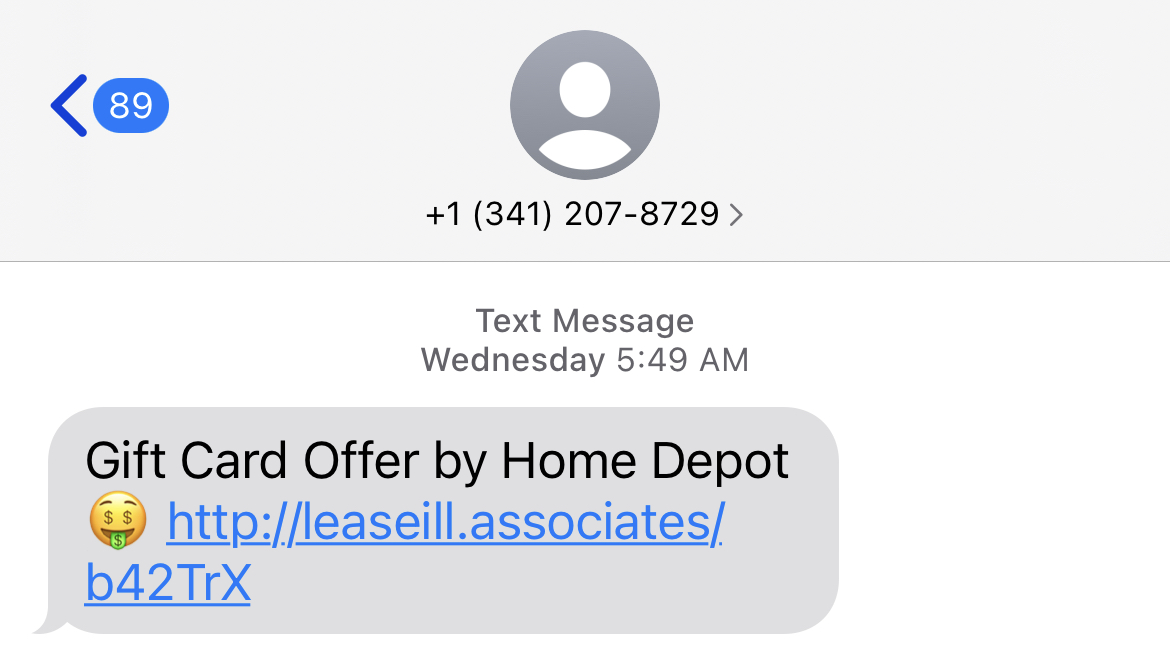 89
+1 (341) 207-8729
Text Message
Wednesday 5:49 AM
Gift Card Offer by Home Depot
🤑 http://leaseill.associates/
b42TrX